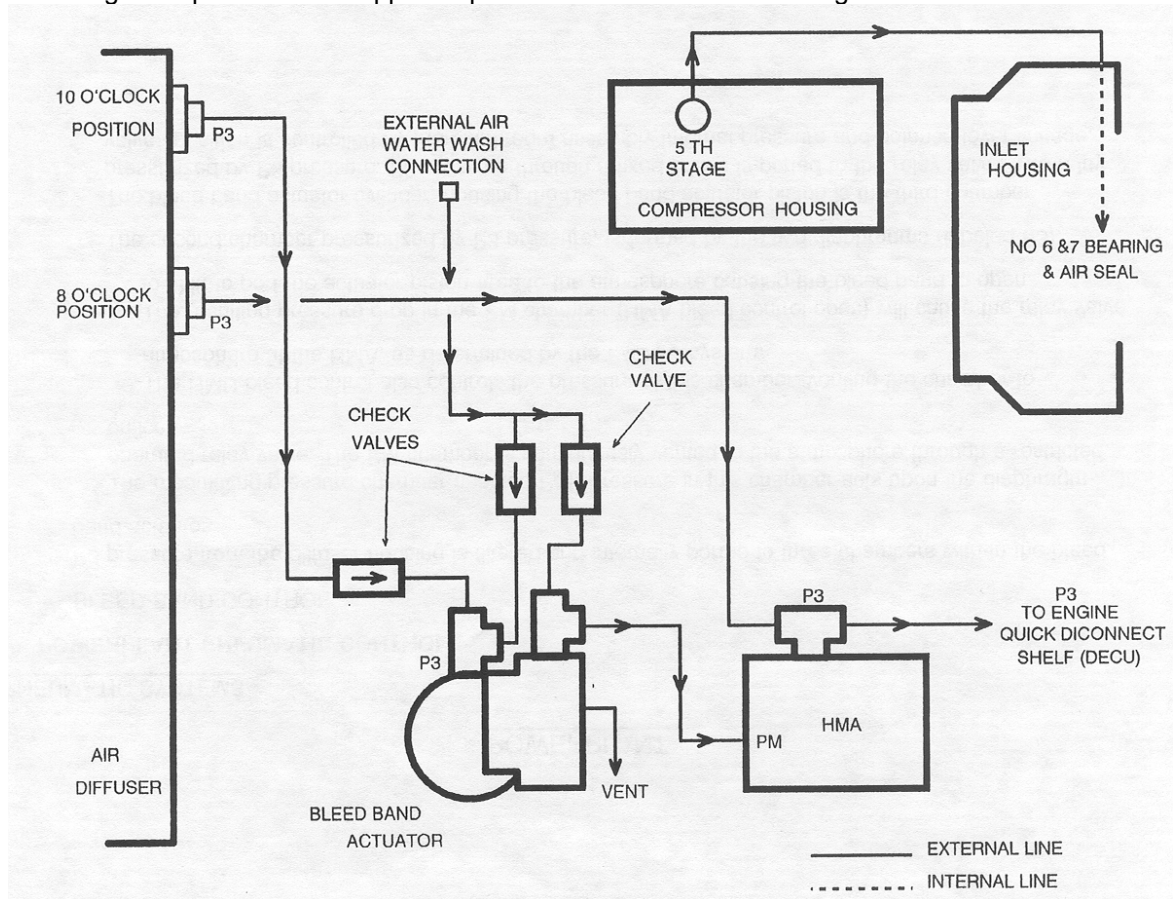 10 O'CLOCK
POSITION
P3
EXTERNAL AIR
WATER WASH
CONNECTION
5 TH
STAGE
COMPRESSOR HOUSING
INLET
HOUSING
NO 6 &7 BEARING
& AIR SEAL
8 O'CLOCK
POSITION
P3
CHECK
VALVE
CHECK
VALVES
P3
P3
P3
TO ENGINE
QUICK DICONNECT
SHELF (DECU)
HMA
PM
VENT
AIR
DIFFUSER
BLEED BAND
ACTUATOR
EXTERNAL LINE
INTERNAL LINE